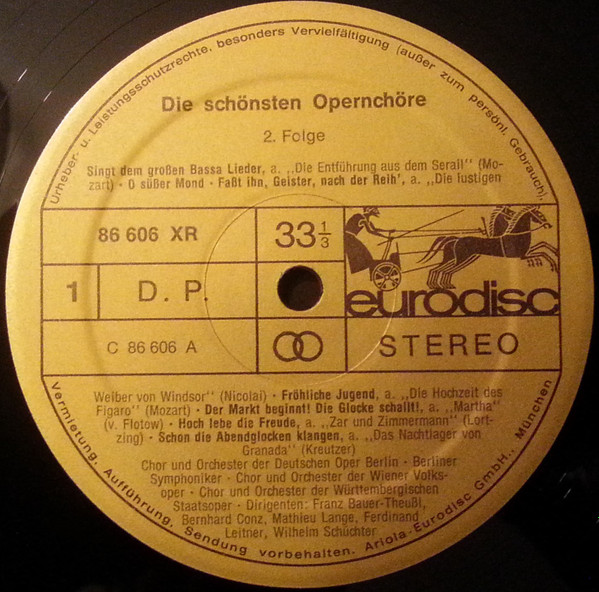 Urheber- u. Leistungsschutzrechte, besonders Vervielfältigung (außer zum persönl. Gebrauch),
Die schönsten Opernchöre
2. Folge
Singt dem großen Bassa Lieder, a. ,,Die Entführung aus dem Serail'' (Mo-
zart) · O süßer Mond · Faßt ihn, Geister, nach der Reih', a. ,,Die lustigen
86 606 XR
33 1/3
eurodisc
1
D. P.
C 86 606 A
STEREO
Weiber von Windsor'' (Nicolai) · Fröhliche Jugend, a. ,,Die Hochzeit des
Figaro'' (Mozart) · Der Markt beginnt! Die Glocke schallt!, a. ,,Martha''
(v. Flotow) · Hoch lebe die Freude, a. ,,Zar und Zimmermann'' (Lort-
zing) · Schon die Abendglocken klangen, a. ,,Das Nachtlager von
Granada'' (Kreutzer)
Chor und Orchester der Deutschen Oper Berlin · Berliner
Symphoniker · Chor und Orchester der Wiener Volks-
oper · Chor und Orchester der Württembergischen
Staatsoper · Dirigenten: Franz Bauer-Theußl,
Bernhard Conz, Mathieu Lange, Ferdinand
Leitner, Wilhelm Schüchter
Vermietung, Aufführung, Sendung vorbehalten. Ariola-Eurodisc GmbH., München